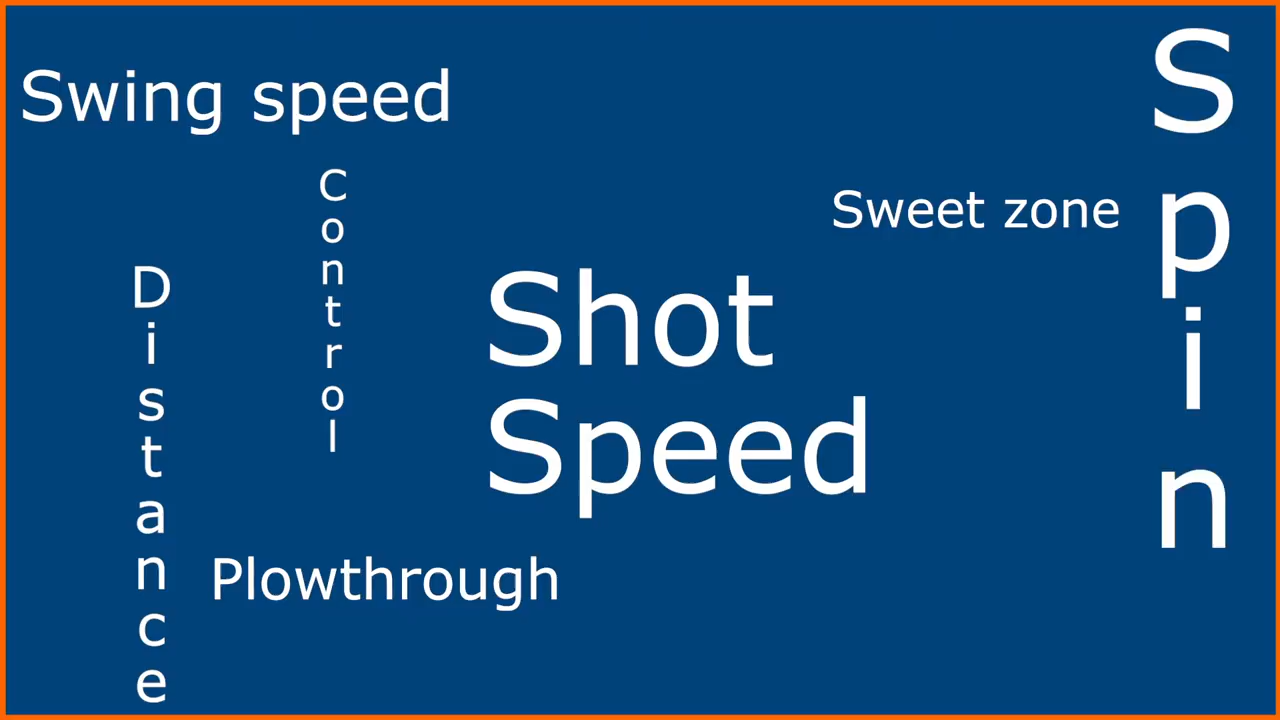 Swing speed
Control
Distance
Plowthrough
Shot
Speed
Sweet zone
Spin